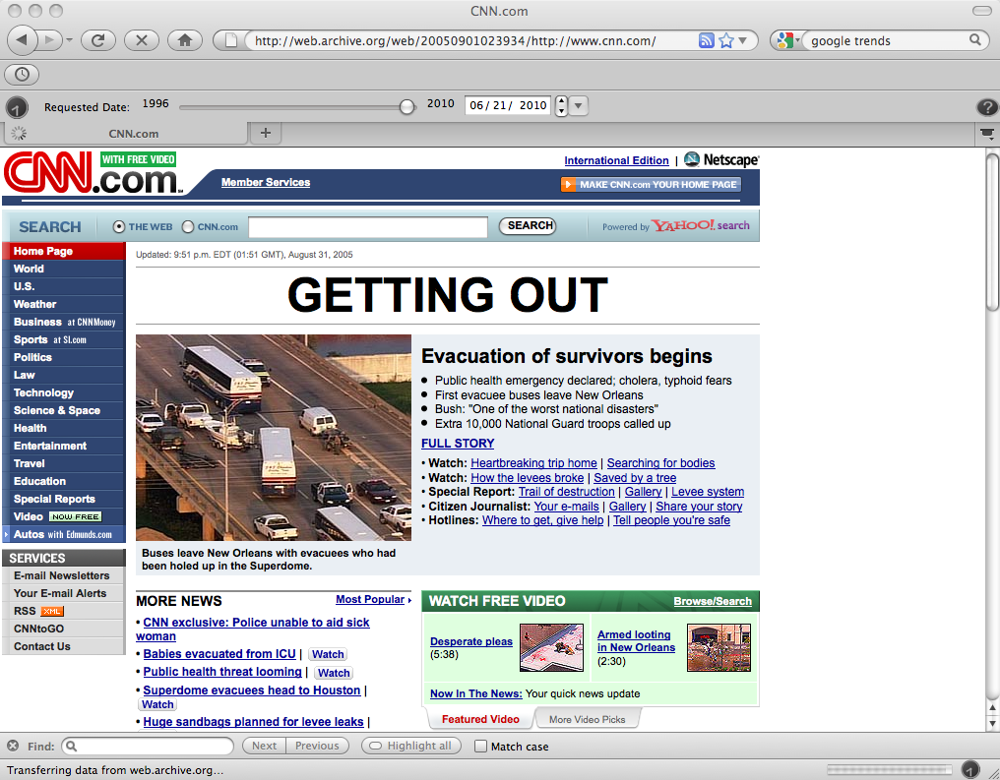 CNN.com
http://web.archive.org/web/20050901023934/http://www.cnn.com/
google trends
Requested Date: 1996 2010 06/21/2010
CNN.com
CNN.com WITH FREE VIDEO
International Edition | Netscape
Member Services
MAKE CNN.com YOUR HOME PAGE
SEARCH THE WEB CNN.com SEARCH Powered by YAHOO! search
Home Page
World
U.S.
Weather
Business at CNNMoney
Sports at SI.com
Politics
Law
Technology
Science & Space
Health
Entertainment
Travel
Education
Special Reports
Video NOW FREE
Autos with Edmunds.com
SERVICES
E-mail Newsletters
Your E-mail Alerts
RSS XML
CNNtoGO
Contact Us
Updated: 9:51 p.m. EDT (01:51 GMT), August 31, 2005
GETTING OUT
Buses leave New Orleans with evacuees who had
been holed up in the Superdome.
Evacuation of survivors begins
• Public health emergency declared; cholera, typhoid fears
• First evacuee buses leave New Orleans
• Bush: "One of the worst national disasters"
• Extra 10,000 National Guard troops called up
FULL STORY
• Watch: Heartbreaking trip home | Searching for bodies
• Watch: How the levees broke | Saved by a tree
• Special Report: Trail of destruction | Gallery | Levee system
• Citizen Journalist: Your e-mails | Gallery | Share your story
• Hotlines: Where to get, give help | Tell people you're safe
MORE NEWS Most Popular
• CNN exclusive: Police unable to aid sick
woman
• Babies evacuated from ICU | Watch
• Public health threat looming | Watch
• Superdome evacuees head to Houston |
Watch
• Huge sandbags planned for levee leaks |
WATCH FREE VIDEO Browse/Search
Desperate pleas
(5:38)
Armed looting
in New Orleans
(2:30)
Now In The News: Your quick news update
Featured Video More Video Picks
Find: Next Previous Highlight all Match case
Transferring data from web.archive.org...